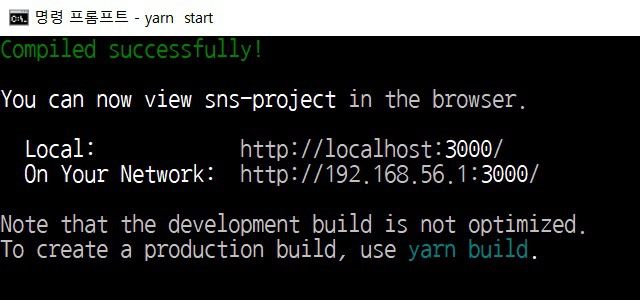 명령 프롬프트 - yarn  start
Compiled successfully!
You can now view sns-project in the browser.
Local:            http://localhost:3000/
On Your Network:  http://192.168.56.1:3000/
Note that the development build is not optimized.
To create a production build, use yarn build.